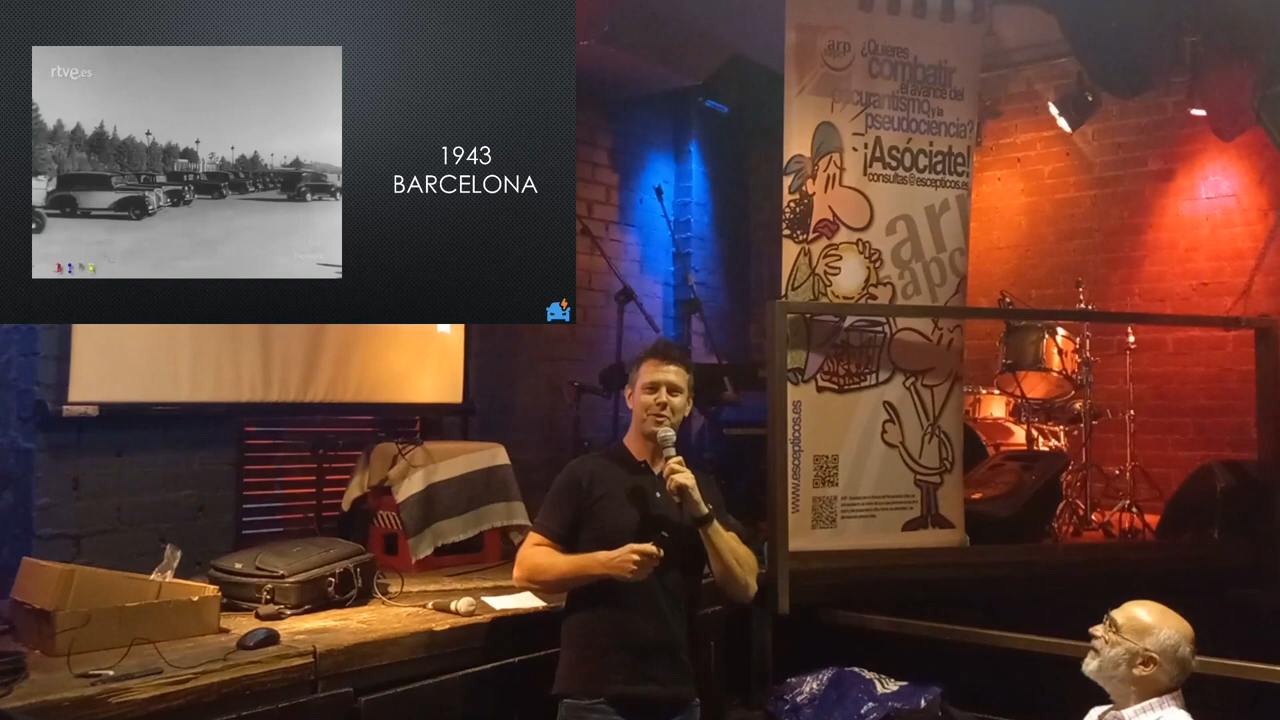 rtve.es
1943
BARCELONA
arp
¿Quieres
combatir
el avance del
y la
pseudociencia?
¡Asóciate!
consultas@escepticos.es
arp
sapc
www.escepticos.es